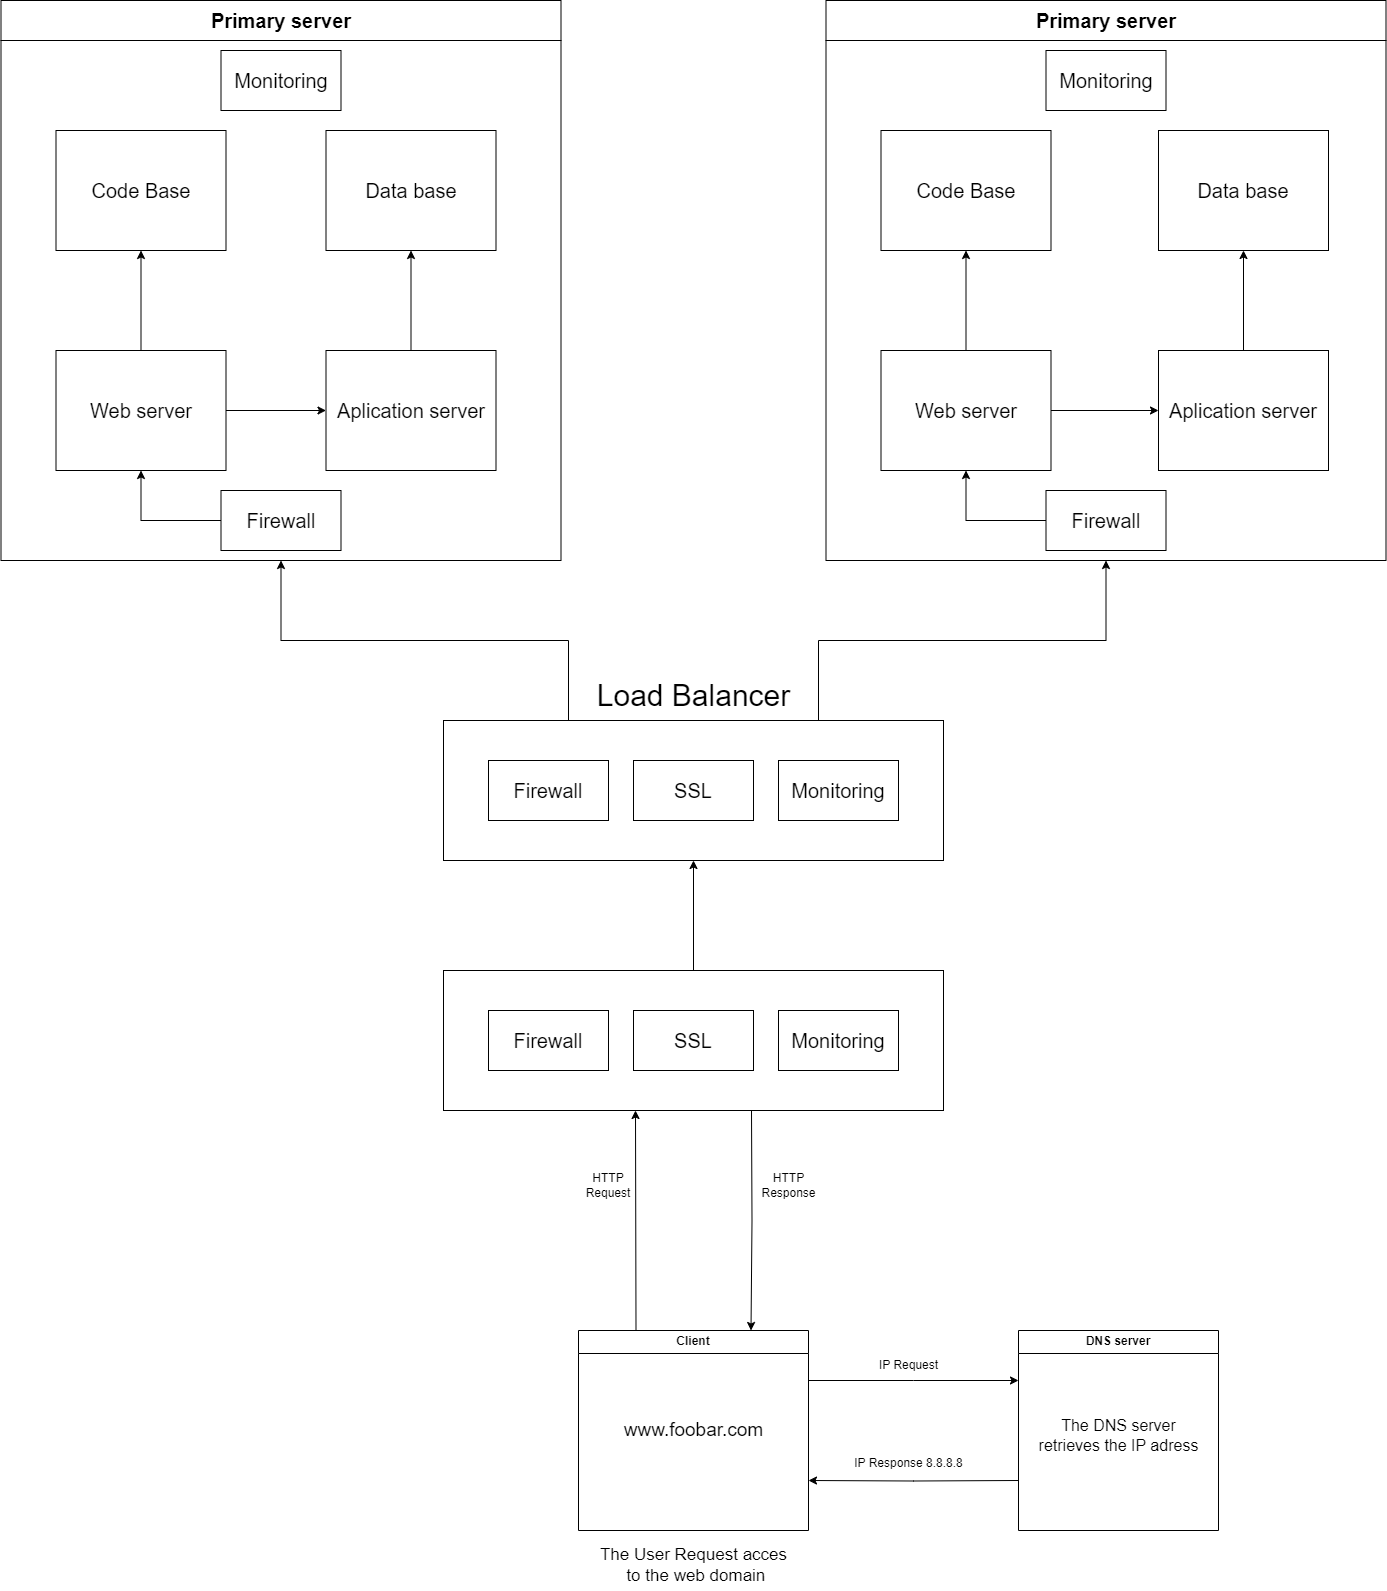 Primary server
Monitoring
Code Base
Data base
Web server
Aplication server
Firewall
Primary server
Monitoring
Code Base
Data base
Web server
Aplication server
Firewall
Load Balancer
Firewall
SSL
Monitoring
Firewall
SSL
Monitoring
HTTP
Request
HTTP
Response
Client
www.foobar.com
IP Request
IP Response 8.8.8.8
DNS server
The DNS server
retrieves the IP adress
The User Request acces
to the web domain